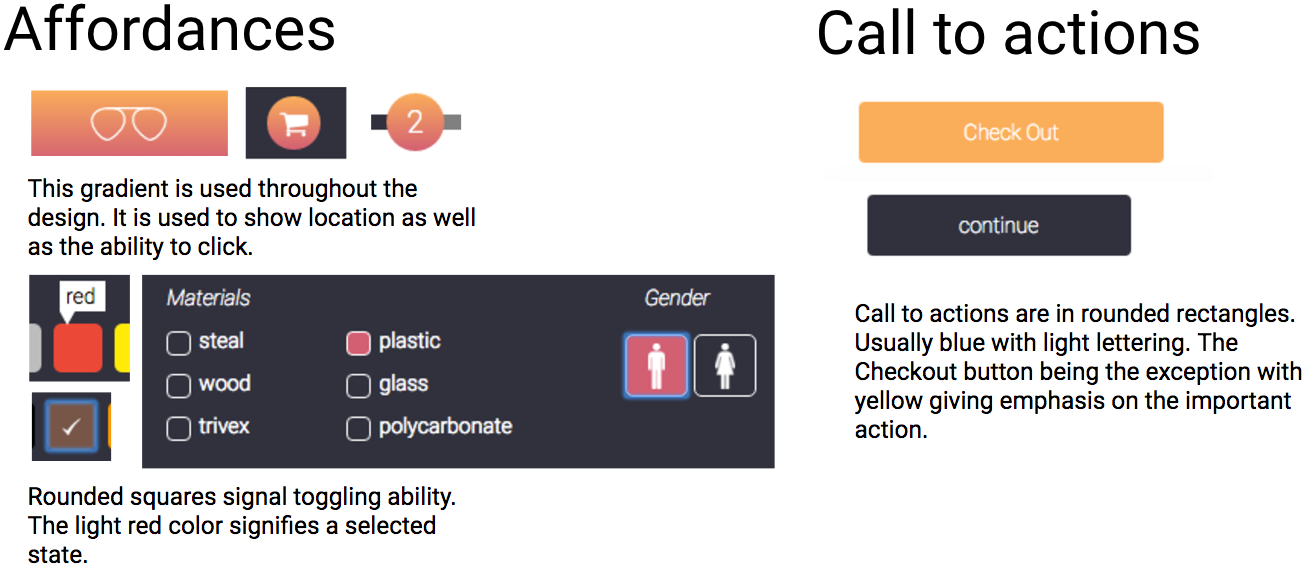 Affordances
2
This gradient is used throughout the
design. It is used to show location as well
as the ability to click.
red
Materials
Gender
steal
plastic
wood
glass
trivex
polycarbonate
Rounded squares signal toggling ability.
The light red color signifies a selected
state.
Call to actions
Check Out
continue
Call to actions are in rounded rectangles.
Usually blue with light lettering. The
Checkout button being the exception with
yellow giving emphasis on the important
action.